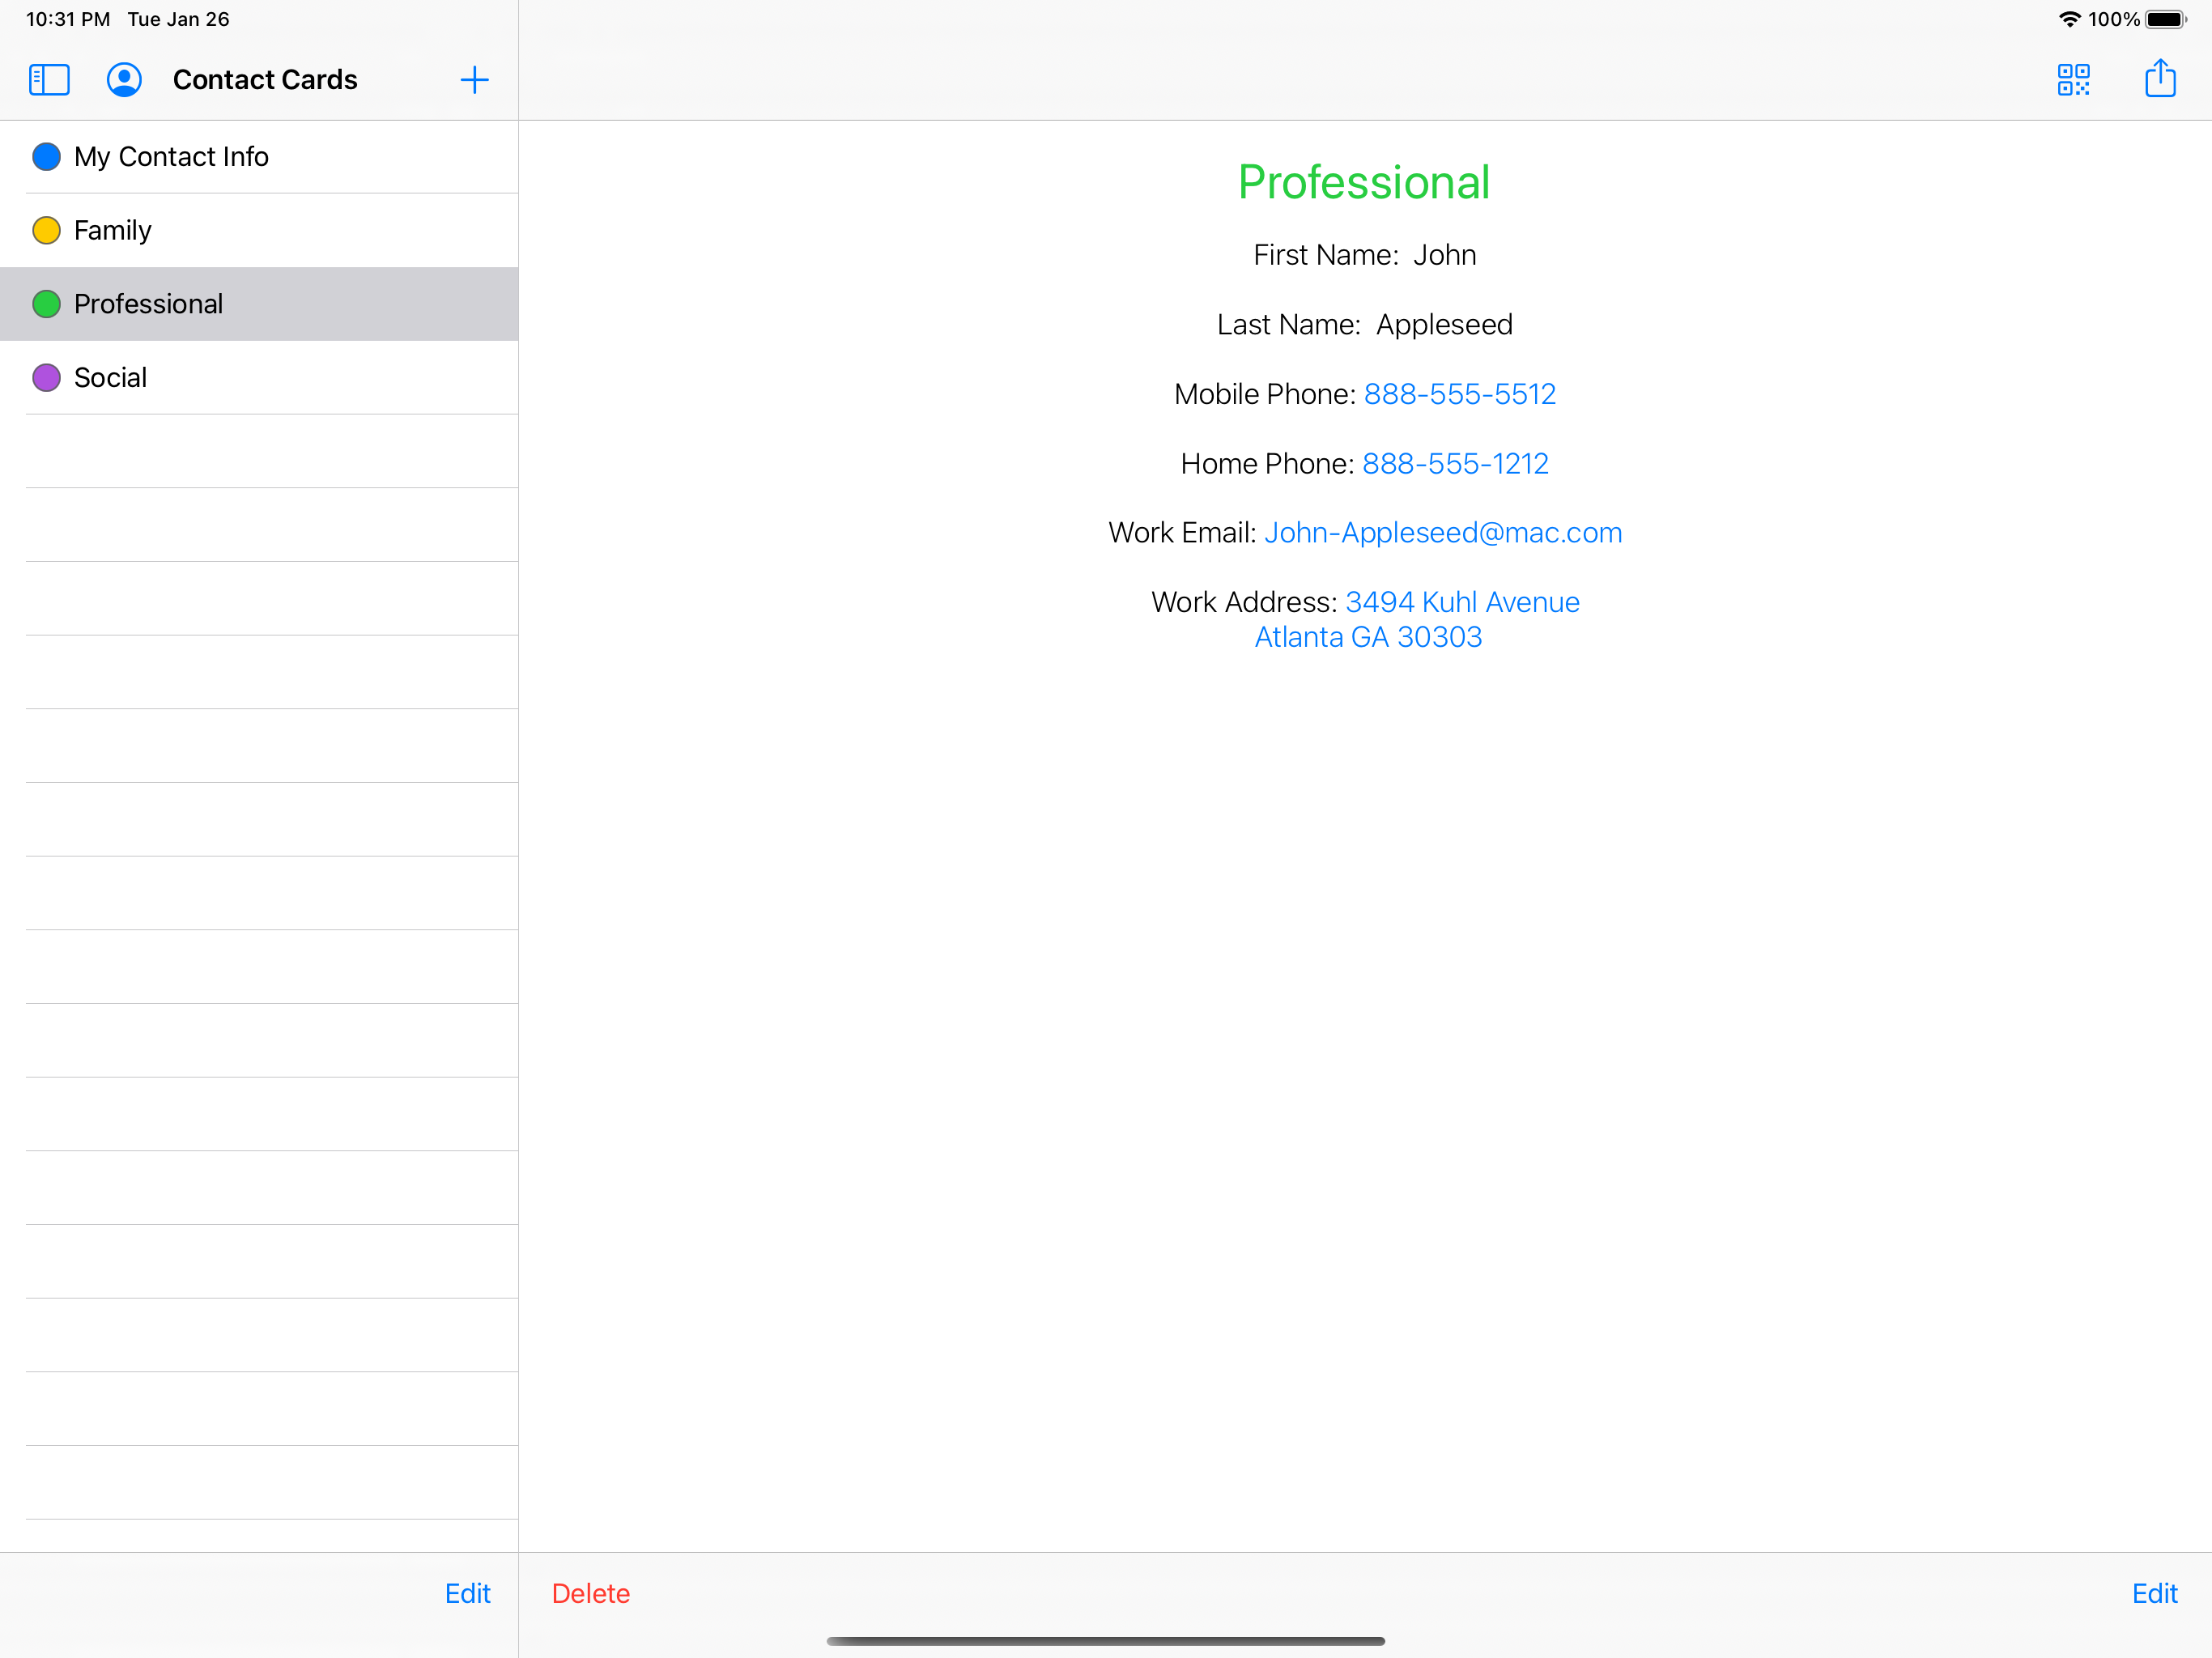 10:31 PM Tue Jan 26
100%
Contact Cards
My Contact Info
Family
Professional
Social
Edit
Professional
First Name: John
Last Name: Appleseed
Mobile Phone: 888-555-5512
Home Phone: 888-555-1212
Work Email: John-Appleseed@mac.com
Work Address: 3494 Kuhl Avenue
Atlanta GA 30303
Delete
Edit